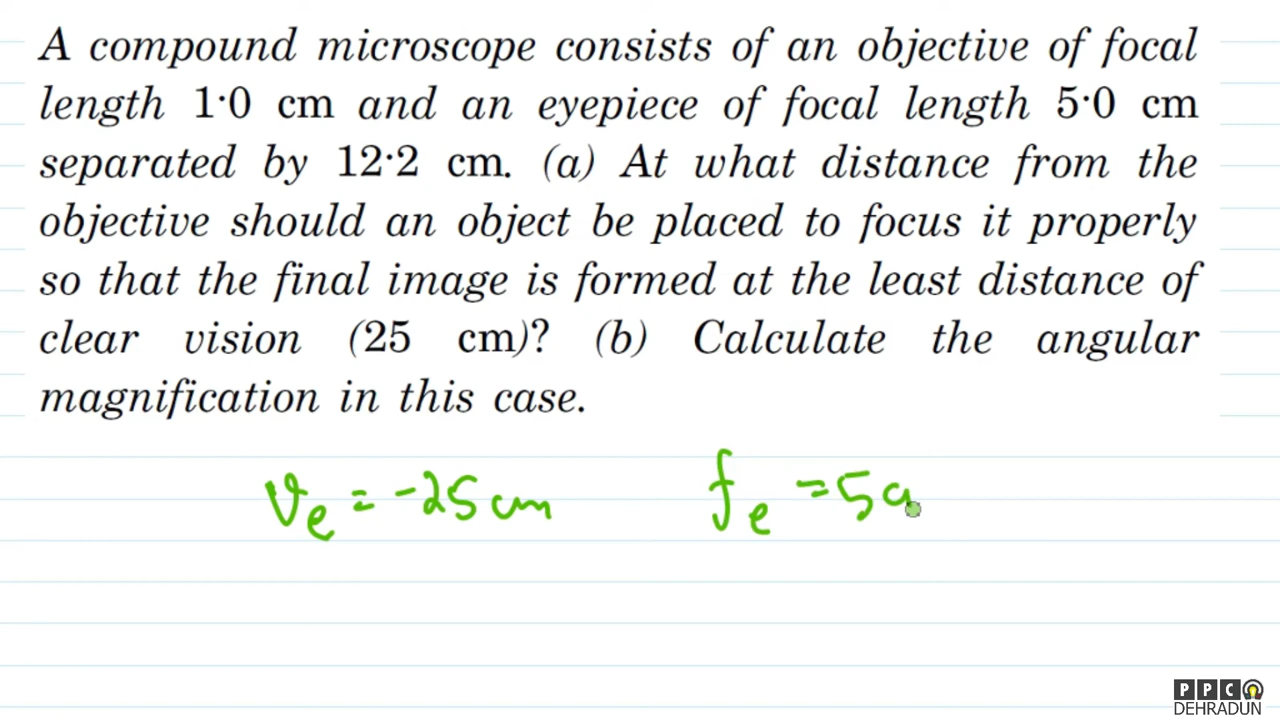 A compound microscope consists of an objective of focal
length 1·0 cm and an eyepiece of focal length 5·0 cm
separated by 12·2 cm. (a) At what distance from the
objective should an object be placed to focus it properly
so that the final image is formed at the least distance of
clear vision (25 cm)? (b) Calculate the angular
magnification in this case.
v_e = -25 cm f_e = 5 c
PPC
DEHRADUN